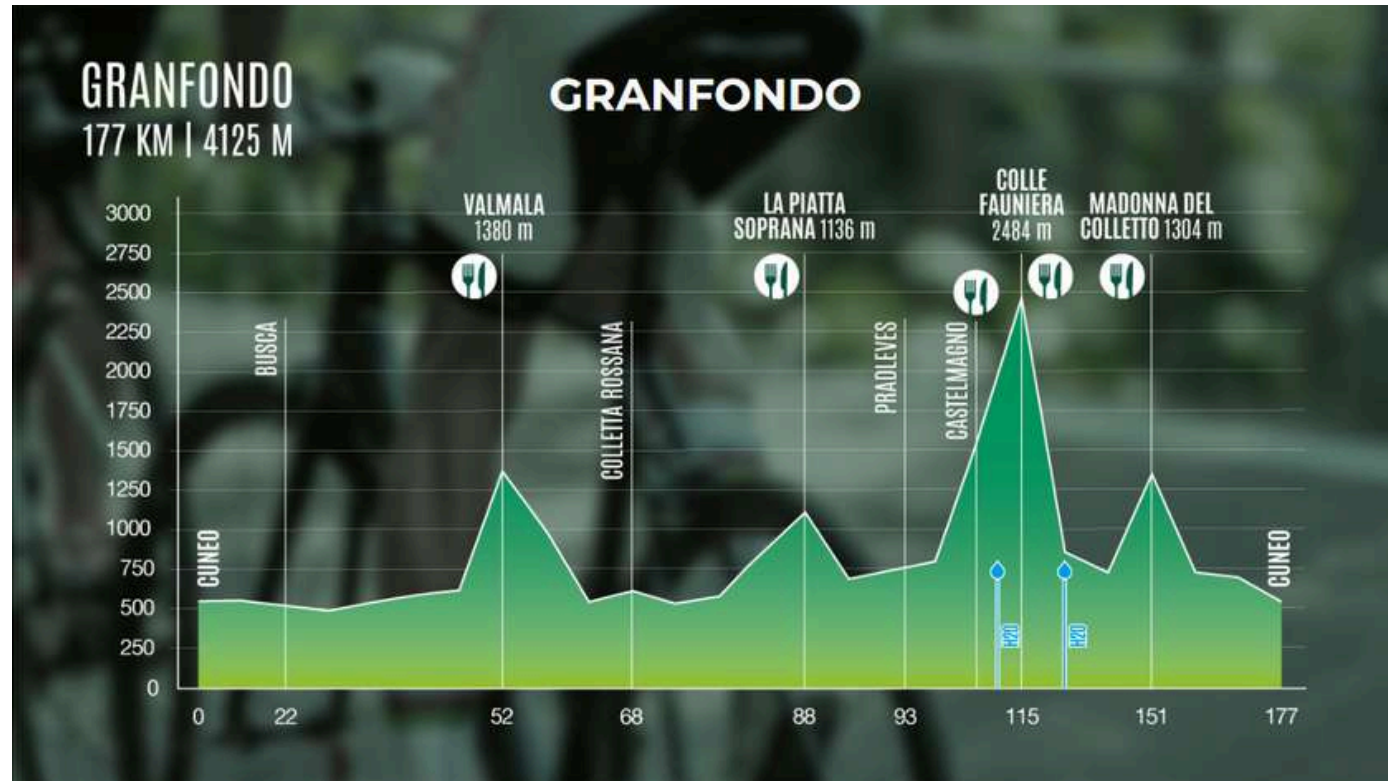 GRANFONDO
177 KM | 4125 M
GRANFONDO
VALMALA
1380 m
LA PIATTA
SOPRANA 1136 m
COLLE
FAUNIERA
2484 m
MADONNA DEL
COLLETTO 1304 m
3000
2750
2500
2250
2000
1750
1500
1250
1000
750
500
250
0
CUNEO
BUSCA
COLLETTA ROSSANA
PRADLEVES
CASTELMAGNO
H2O
H2O
CUNEO
0 22 52 68 88 93 115 151 177